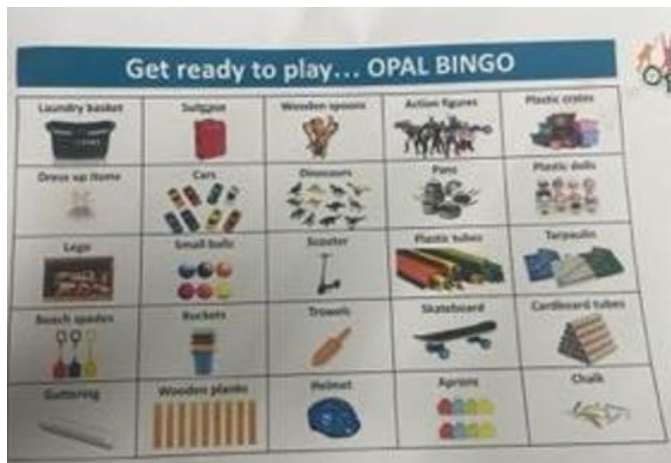 Get ready to play... OPAL BINGO
Laundry basket
Suitcase
Wooden spoons
Action figures
Plastic crates
Dress up items
Cars
Dinosaurs
Pans
Plastic dolls
Lego
Small balls
Scooter
Plastic tubes
Tarpaulin
Beach spades
Buckets
Trowels
Skateboard
Cardboard tubes
Guttering
Wooden planks
Helmet
Aprons
Chalk